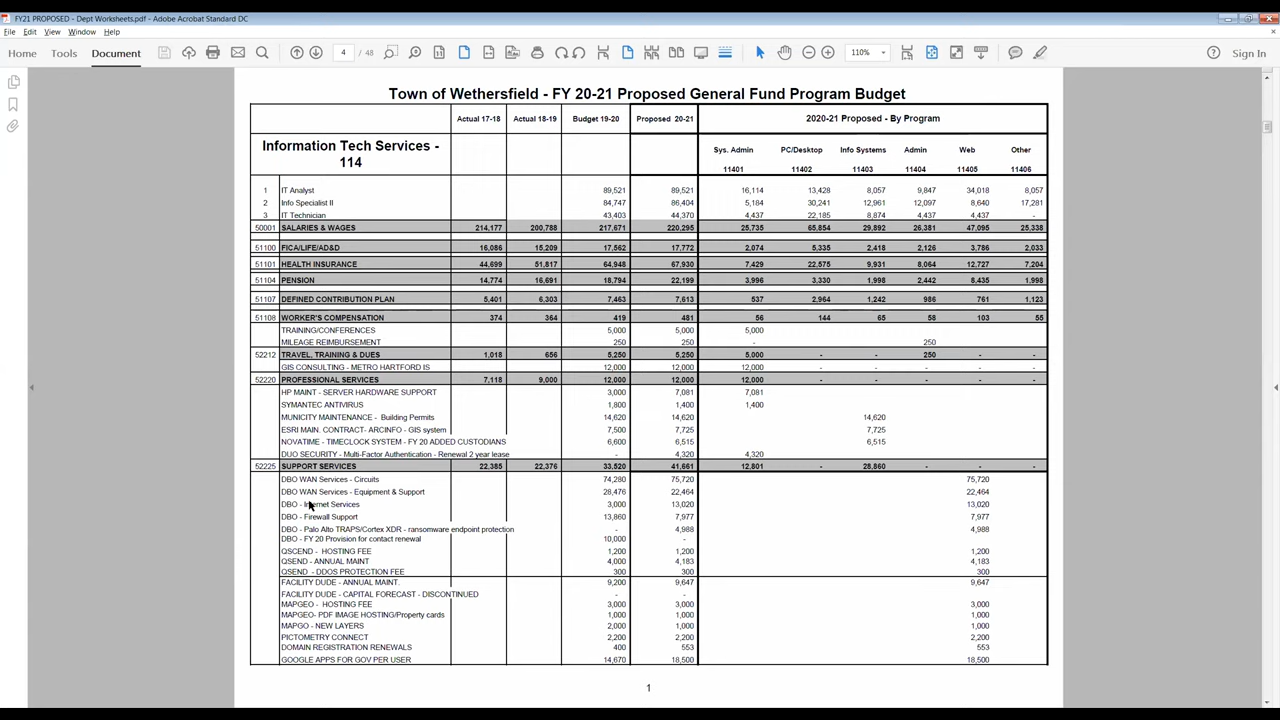 FY21 PROPOSED - Dept Worksheets.pdf - Adobe Acrobat Standard DC
File Edit View Window Help
Home Tools Document 4 / 48 110% Sign In
Town of Wethersfield - FY 20-21 Proposed General Fund Program Budget
Actual 17-18 Actual 18-19 Budget 19-20 Proposed 20-21 2020-21 Proposed - By Program
Information Tech Services - 114
Sys. Admin PC/Desktop Info Systems Admin Web Other
11401 11402 11403 11404 11405 11406
1 IT Analyst 89,521 89,521 16,114 13,428 8,057 9,847 34,018 8,057
2 Info Specialist II 84,747 86,404 5,184 30,241 12,961 12,097 8,640 17,281
3 IT Technician 43,403 44,370 4,437 22,185 8,874 4,437 4,437 -
50001 SALARIES & WAGES 214,177 200,788 217,671 220,295 25,735 65,854 29,892 26,381 47,095 25,338
51100 FICA/LIFE/AD&D 16,086 15,209 17,562 17,772 2,074 5,335 2,418 2,126 3,786 2,033
51101 HEALTH INSURANCE 44,699 51,817 64,948 67,930 7,429 22,575 9,931 8,064 12,727 7,204
51104 PENSION 14,774 16,691 18,794 22,199 3,996 3,330 1,998 2,442 8,435 1,998
51107 DEFINED CONTRIBUTION PLAN 5,401 6,303 7,463 7,613 537 2,964 1,242 986 761 1,123
51108 WORKER'S COMPENSATION 374 364 419 481 56 144 65 58 103 55
TRAINING/CONFERENCES 5,000 5,000 5,000
MILEAGE REIMBURSEMENT 250 250 - 250
52212 TRAVEL, TRAINING & DUES 1,018 656 5,250 5,250 5,000 - - 250 - -
GIS CONSULTING - METRO HARTFORD IS 12,000 12,000 12,000 - - - - -
52220 PROFESSIONAL SERVICES 7,118 9,000 12,000 12,000 12,000 - - - - -
HP MAINT - SERVER HARDWARE SUPPORT 3,000 7,081 7,081
SYMANTEC ANTIVIRUS 1,800 1,400 1,400
MUNICITY MAINTENANCE - Building Permits 14,620 14,620 14,620
ESRI MAIN. CONTRACT- ARCINFO - GIS system 7,500 7,725 7,725
NOVATIME - TIMECLOCK SYSTEM - FY 20 ADDED CUSTODIANS 6,600 6,515 6,515
DUO SECURITY - Multi-Factor Authentication - Renewal 2 year lease - 4,320 4,320
52225 SUPPORT SERVICES 22,385 22,376 33,520 41,661 12,801 - 28,860 - - -
DBO WAN Services - Circuits 74,280 75,720 75,720
DBO WAN Services - Equipment & Support 28,476 22,464 22,464
DBO - Internet Services 3,000 13,020 13,020
DBO - Firewall Support 13,860 7,977 7,977
DBO - Palo Alto TRAPS/Cortex XDR - ransomware endpoint protection - 4,988 4,988
DBO - FY 20 Provision for contact renewal 10,000 -
QSCEND - HOSTING FEE 1,200 1,200 1,200
QSEND - ANNUAL MAINT 4,000 4,183 4,183
QSEND - DDOS PROTECTION FEE 300 300 300
FACILITY DUDE - ANNUAL MAINT. 9,200 9,647 9,647
FACILITY DUDE - CAPITAL FORECAST - DISCONTINUED - -
MAPGEO - HOSTING FEE 3,000 3,000 3,000
MAPGEO- PDF IMAGE HOSTING/Property cards 1,000 1,000 1,000
MAPGO - NEW LAYERS 2,000 1,000 1,000
PICTOMETRY CONNECT 2,200 2,200 2,200
DOMAIN REGISTRATION RENEWALS 400 553 553
GOOGLE APPS FOR GOV PER USER 14,670 18,500 18,500
1